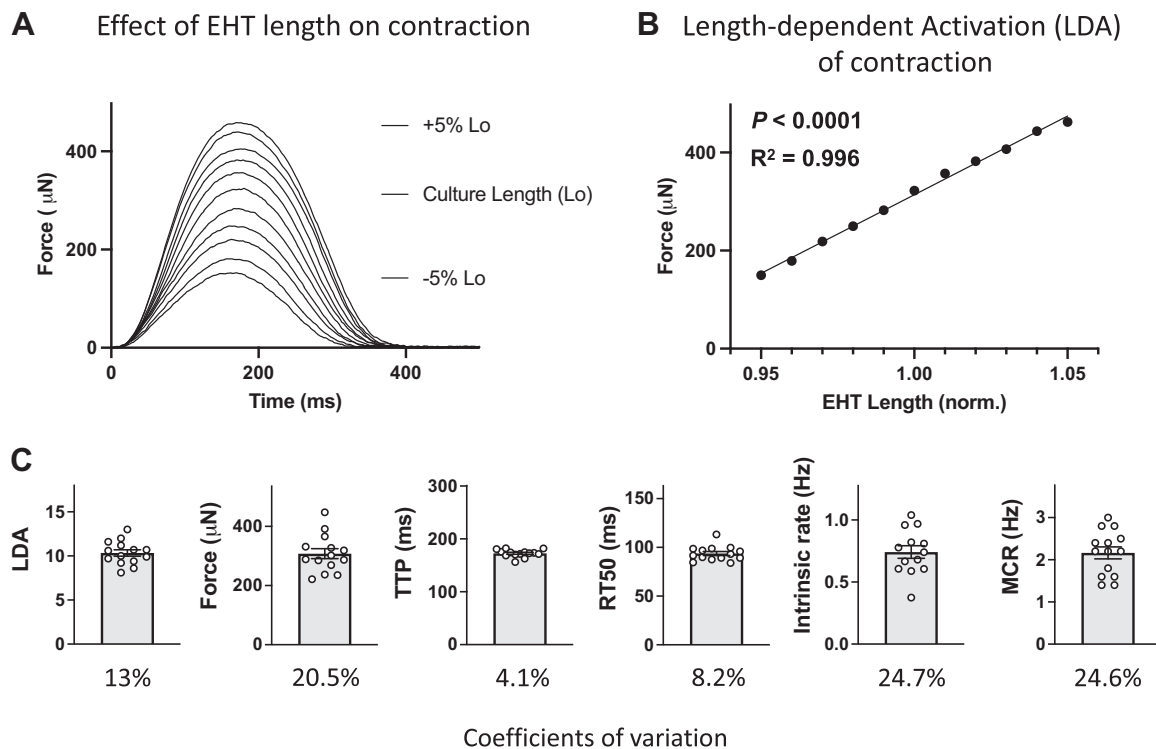 A
Effect of EHT length on contraction
+5% Lo
Culture Length (Lo)
-5% Lo
Force ( µN)
400
200
0
0
200
400
Time (ms)
B
Length-dependent Activation (LDA)
of contraction
P < 0.0001
R² = 0.996
Force (µN)
400
200
0
0.95
1.00
1.05
EHT Length (norm.)
C
LDA
15
10
5
0
13%
Force (µN)
400
200
0
20.5%
TTP (ms)
300
200
100
0
4.1%
RT50 (ms)
150
100
50
0
8.2%
Intrinsic rate (Hz)
1.0
0.5
0.0
24.7%
MCR (Hz)
3
2
1
0
24.6%
Coefficients of variation